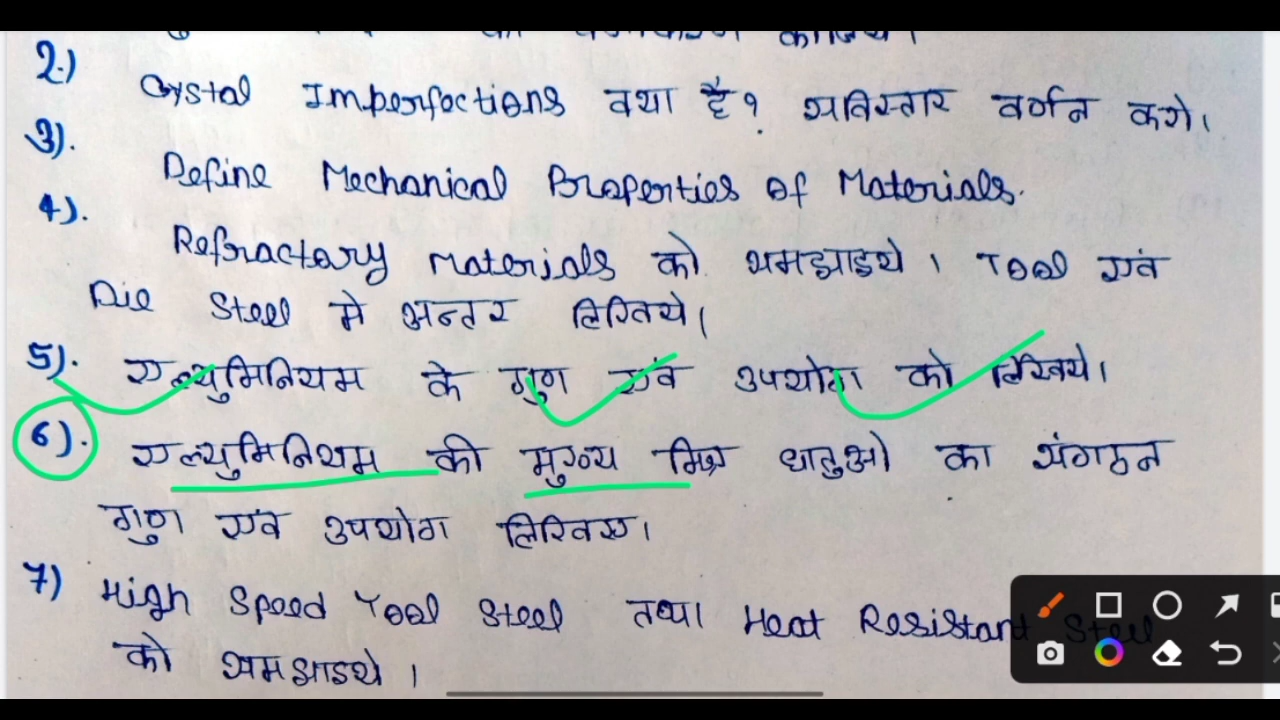 2.)
Crystal Imperfections क्या है? सविस्तार वर्णन करो।
3).
Define Mechanical Properties of Materials.
4).
Refractory Materials को समझाइये। Tool एवं
Die Steel मे अन्तर लिखिये।
5). एल्युमिनियम के गुण एवं उपयोग को लिखिये।
6). एल्युमिनियम की मुख्य मिश्र धातुओ का संगठन
गुण एवं उपयोग लिखिए।
7) High Speed Tool Steel तथा Heat Resistant Steel
को समझाइये।